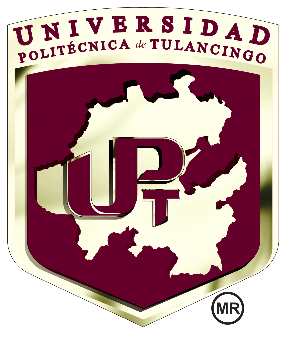 UNIVERSIDAD
POLITÉCNICA de TULANCINGO
UPT
MR